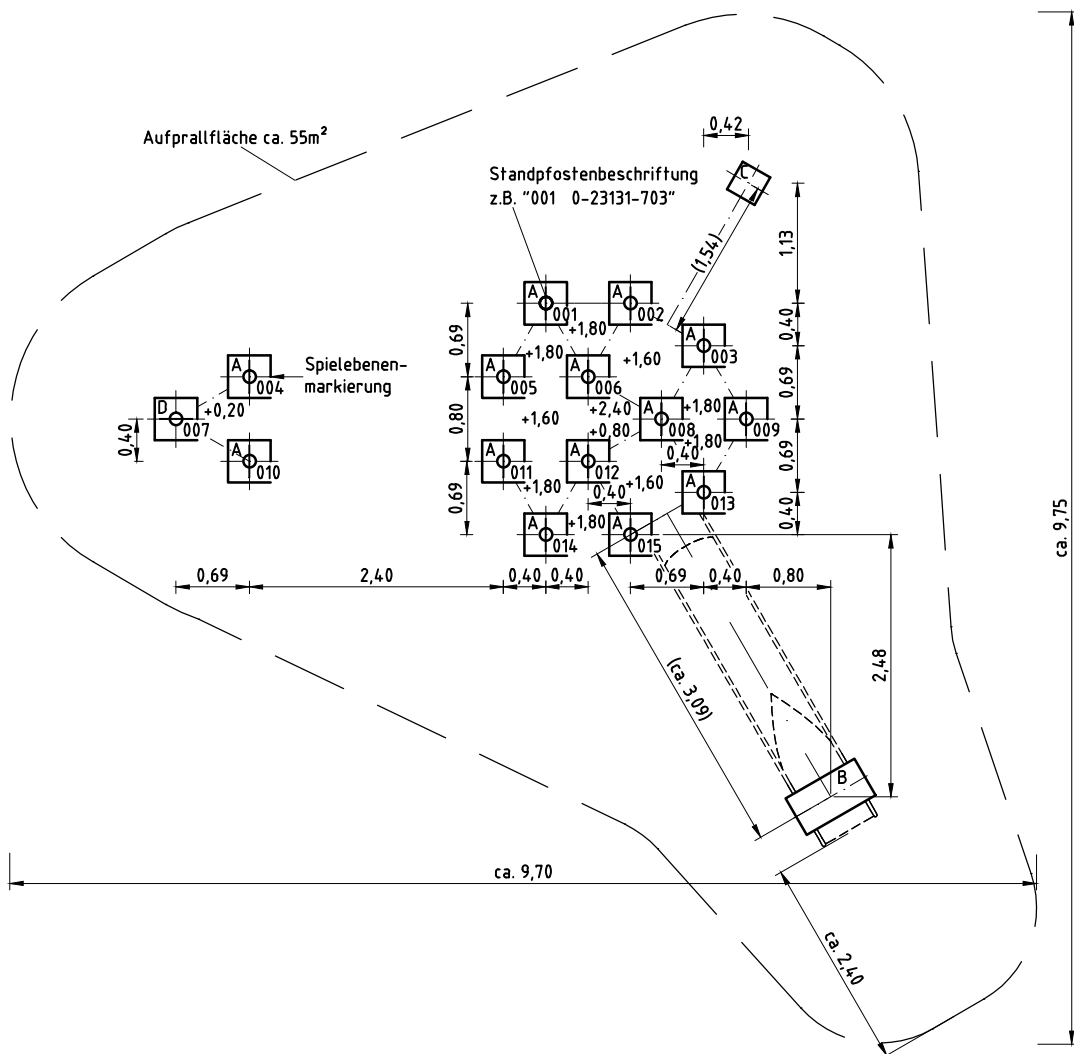 0,42
Aufprallfläche ca. 55m²
Standpfostenbeschriftung
z.B. "001 0-23131-703"
C
1,13
(1,54)
A
001
A
002
+1,80
0,40
0,69
A
003
+1,80
+1,60
Spielebenen-
markierung
A
004
A
005
A
006
0,69
D
007
+0,20
+2,40
+1,60
A
008
+1,80
A
009
0,80
0,40
+0,80
+1,80
A
010
A
011
A
012
0,40
0,69
+1,80
+1,60
A
013
0,69
0,40
+1,80
0,40
A
014
A
015
ca. 9,75
0,69
2,40
0,40
0,40
0,69
0,40
0,80
2,48
(ca. 3,09)
B
ca. 9,70
ca. 2,40